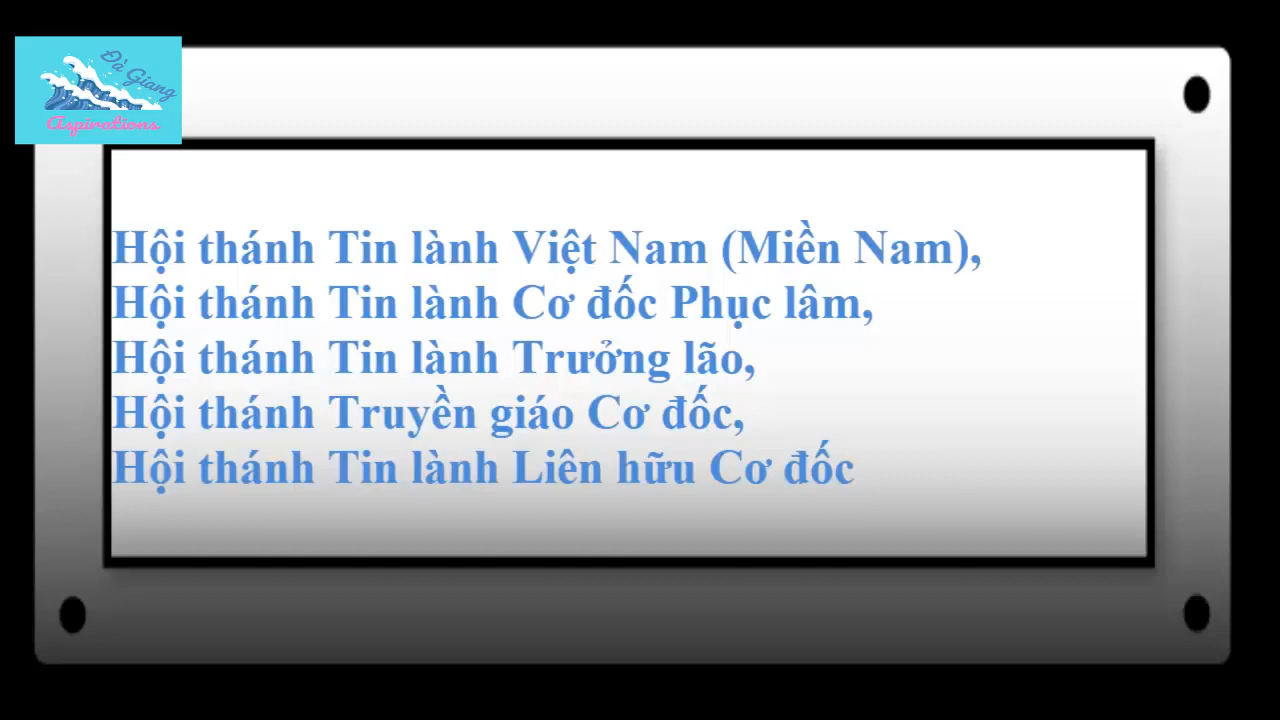 Đà Giang
Aspirations
Hội thánh Tin lành Việt Nam (Miền Nam),
Hội thánh Tin lành Cơ đốc Phục lâm,
Hội thánh Tin lành Trưởng lão,
Hội thánh Truyền giáo Cơ đốc,
Hội thánh Tin lành Liên hữu Cơ đốc